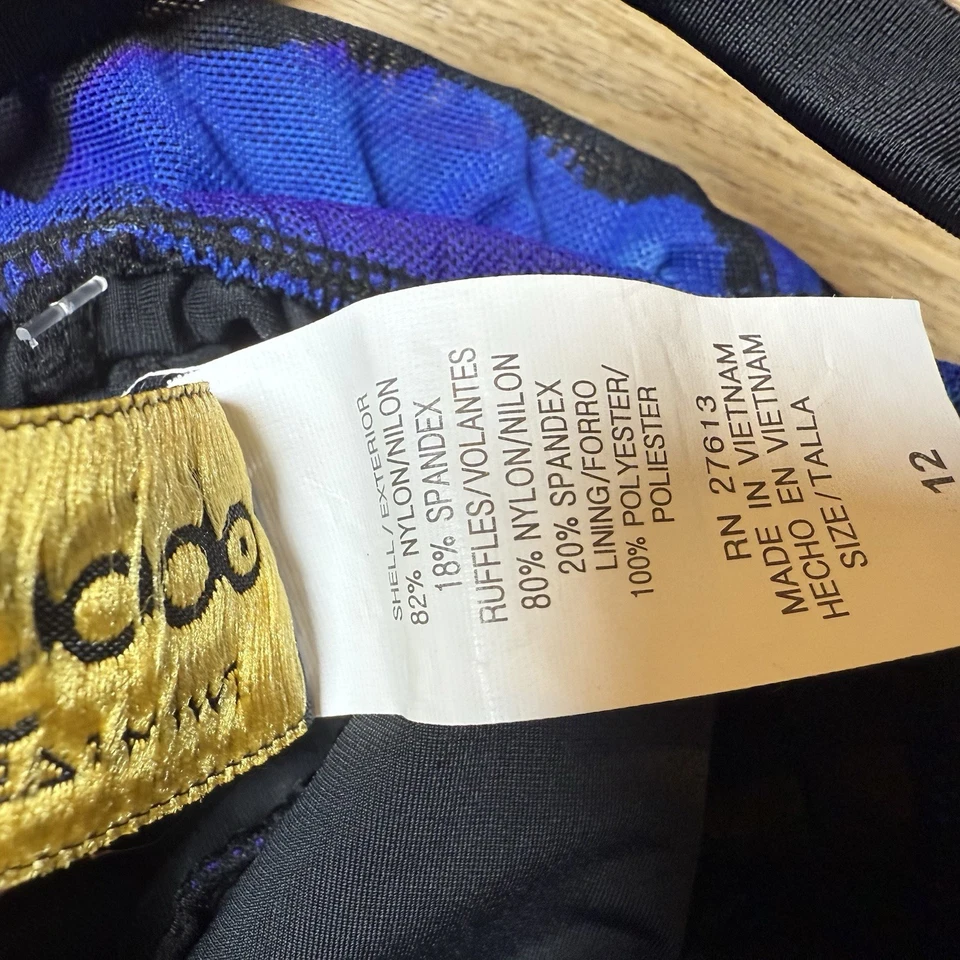 SHELL/ EXTERIOR
82% NYLON/NILON
18% SPANDEX
RUFFLES/VOLANTES
80% NYLON/NILON
20% SPANDEX
LINING/FORRO
100% POLYESTER/
POLIESTER
RN 27613
MADE IN VIETNAM
HECHO EN VIETNAM
SIZE/TALLA
12